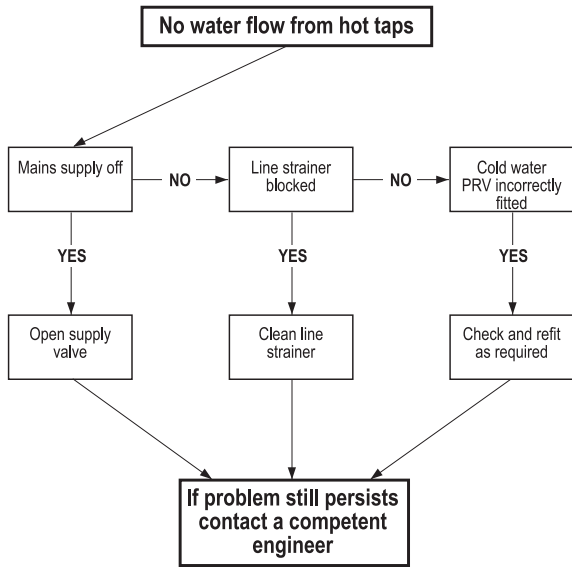 No water flow from hot taps
Mains supply off
NO
Line strainer
blocked
NO
Cold water
PRV incorrectly
fitted
YES
YES
YES
Open supply
valve
Clean line
strainer
Check and refit
as required
If problem still persists
contact a competent
engineer